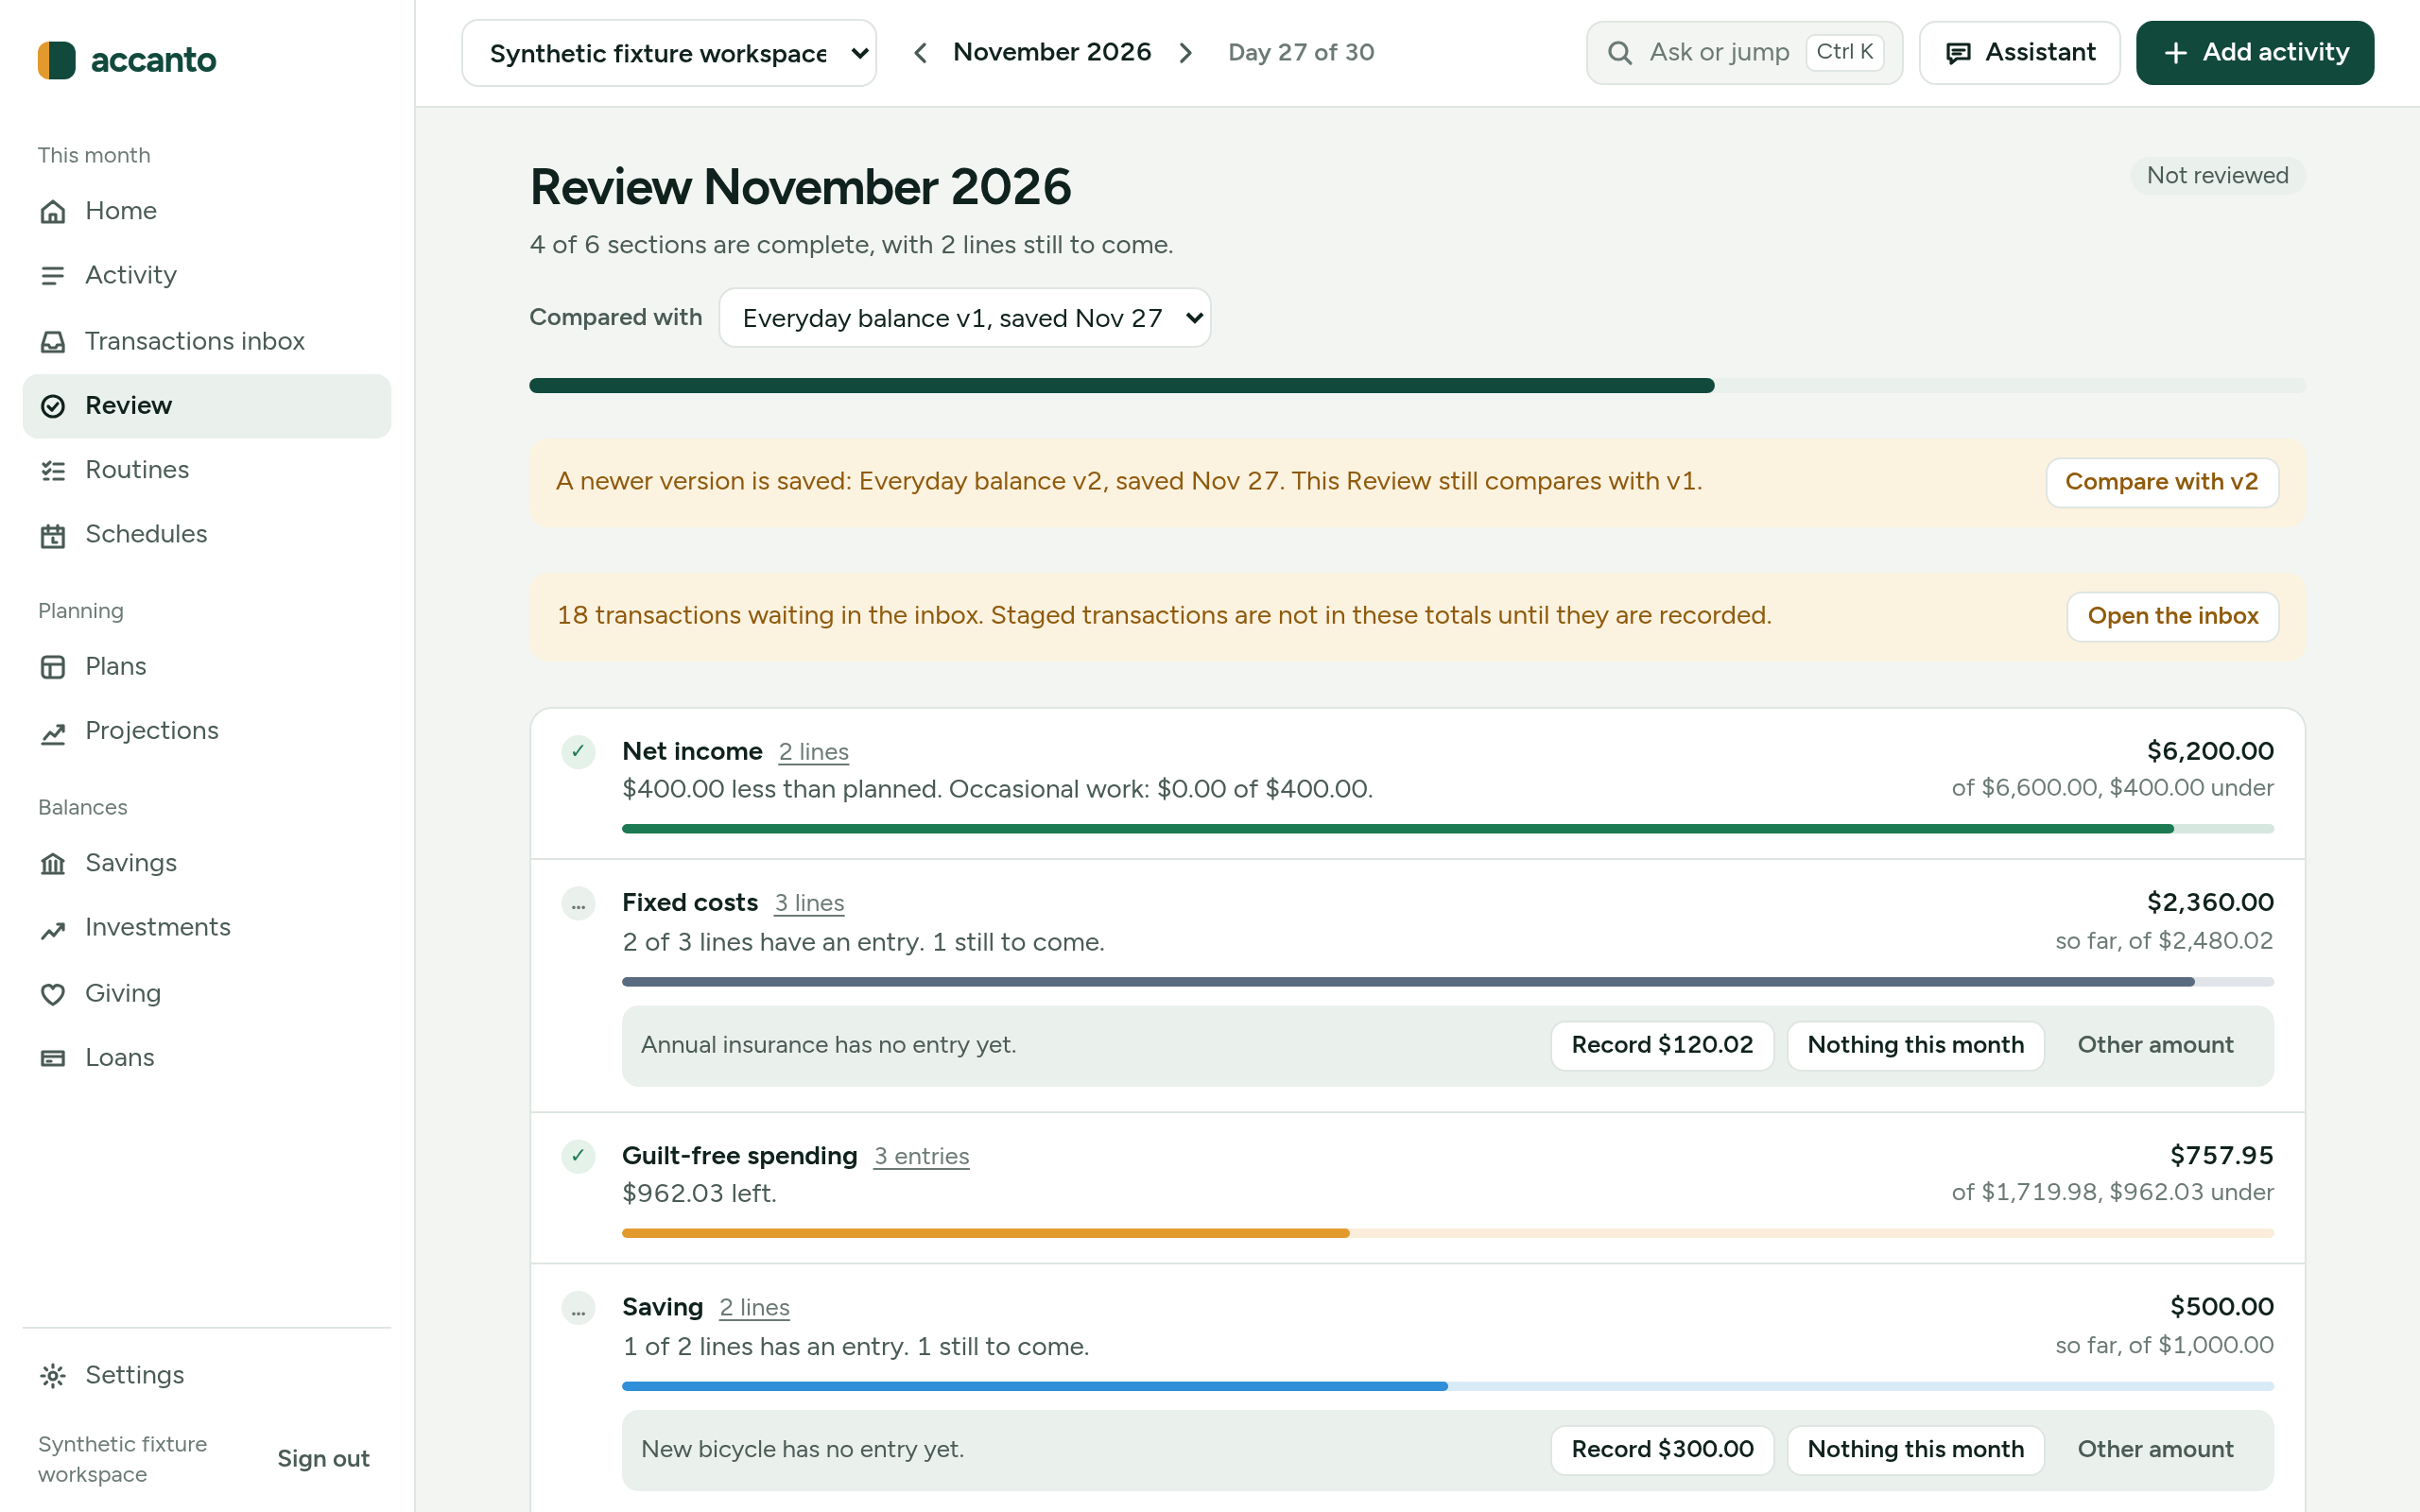 accanto
This month
Home
Activity
Transactions inbox
Review
Routines
Schedules
Planning
Plans
Projections
Balances
Savings
Investments
Giving
Loans
Settings
Synthetic fixture
workspace
Sign out
Synthetic fixture workspace
November 2026
Day 27 of 30
Ask or jump
Ctrl K
Assistant
Add activity
Review November 2026
Not reviewed
4 of 6 sections are complete, with 2 lines still to come.
Compared with
Everyday balance v1, saved Nov 27
A newer version is saved: Everyday balance v2, saved Nov 27. This Review still compares with v1.
Compare with v2
18 transactions waiting in the inbox. Staged transactions are not in these totals until they are recorded.
Open the inbox
Net income 2 lines
$6,200.00
$400.00 less than planned. Occasional work: $0.00 of $400.00.
of $6,600.00, $400.00 under
Fixed costs 3 lines
$2,360.00
2 of 3 lines have an entry. 1 still to come.
so far, of $2,480.02
Annual insurance has no entry yet.
Record $120.02
Nothing this month
Other amount
Guilt-free spending 3 entries
$757.95
$962.03 left.
of $1,719.98, $962.03 under
Saving 2 lines
$500.00
1 of 2 lines has an entry. 1 still to come.
so far, of $1,000.00
New bicycle has no entry yet.
Record $300.00
Nothing this month
Other amount